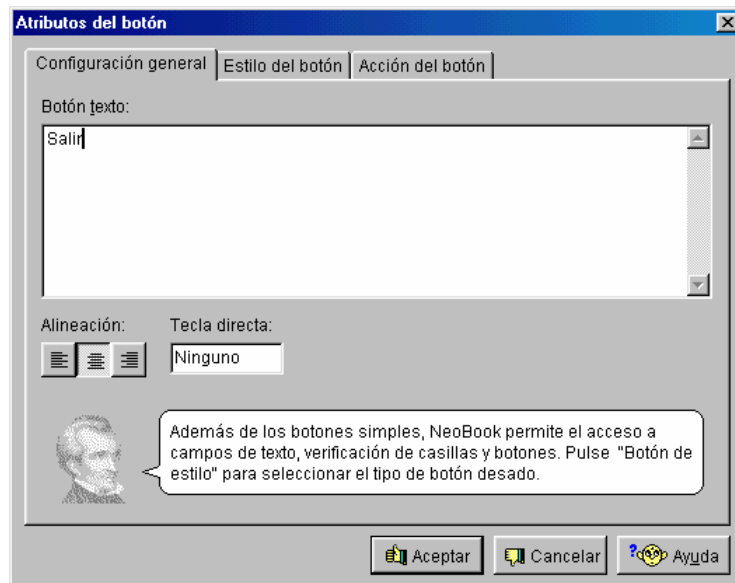 Atributos del botón
Configuración general Estilo del botón Acción del botón
Botón texto:
Salir
Alineación: Tecla directa:
Ninguno
Además de los botones simples, NeoBook permite el acceso a
campos de texto, verificación de casillas y botones. Pulse "Botón de
estilo" para seleccionar el tipo de botón desado.
Aceptar Cancelar Ayuda